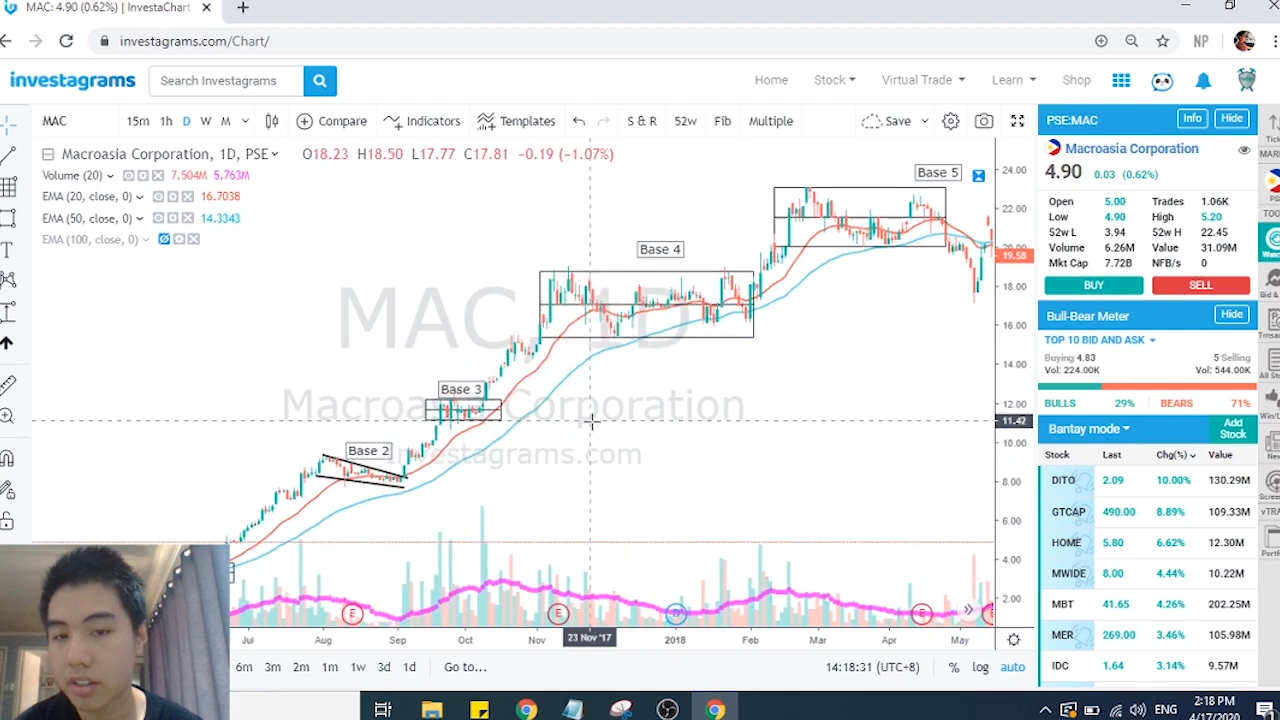 MAC: 4.90 (0.62%) | InvestaChart
investagrams.com/Chart/
NP
investagrams
Search Investagrams
Home
Stock
Virtual Trade
Learn
Shop
MAC
15m 1h D W M
Compare
Indicators
Templates
S & R
52w
Fib
Multiple
Save
Macroasia Corporation, 1D, PSE
O18.23 H18.50 L17.77 C17.81 −0.19 (−1.07%)
Volume (20) 7.504M 5.763M
EMA (20, close, 0) 16.7038
EMA (50, close, 0) 14.3343
EMA (100, close, 0)
MAC, 1D
Macroasia Corporation
Investagrams.com
Base 2
Base 3
Base 4
Base 5
24.00
22.00
20.00
19.58
18.00
16.00
14.00
12.00
11.42
10.00
8.00
6.00
4.00
2.00
E
E
D
E
Jul
Aug
Sep
Oct
Nov
23 Nov '17
2018
Feb
Mar
Apr
May
6m 3m 2m 1m 1w 3d 1d
Go to...
14:18:31 (UTC+8)
%
log
auto
PSE:MAC
Info
Hide
Macroasia Corporation
4.90 0.03 (0.62%)
Open 5.00 Trades 1.06K
Low 4.90 High 5.20
52w L 3.94 52w H 22.45
Volume 6.26M Value 31.09M
Mkt Cap 7.72B NFB/s 0
BUY
SELL
Bull-Bear Meter
Hide
TOP 10 BID AND ASK
Buying 4.83 5 Selling
Vol: 224.00K Vol: 544.00K
BULLS 29% BEARS 71%
Bantay mode
Add
Stock
Stock Last Chg(%) Value
DITO 2.09 10.00% 130.29M
GTCAP 490.00 8.89% 109.33M
HOME 5.80 6.62% 12.30M
MWIDE 8.00 4.44% 10.22M
MBT 41.65 4.26% 202.25M
MER 269.00 3.46% 105.98M
IDC 1.64 3.14% 9.57M
ENG
2:18 PM